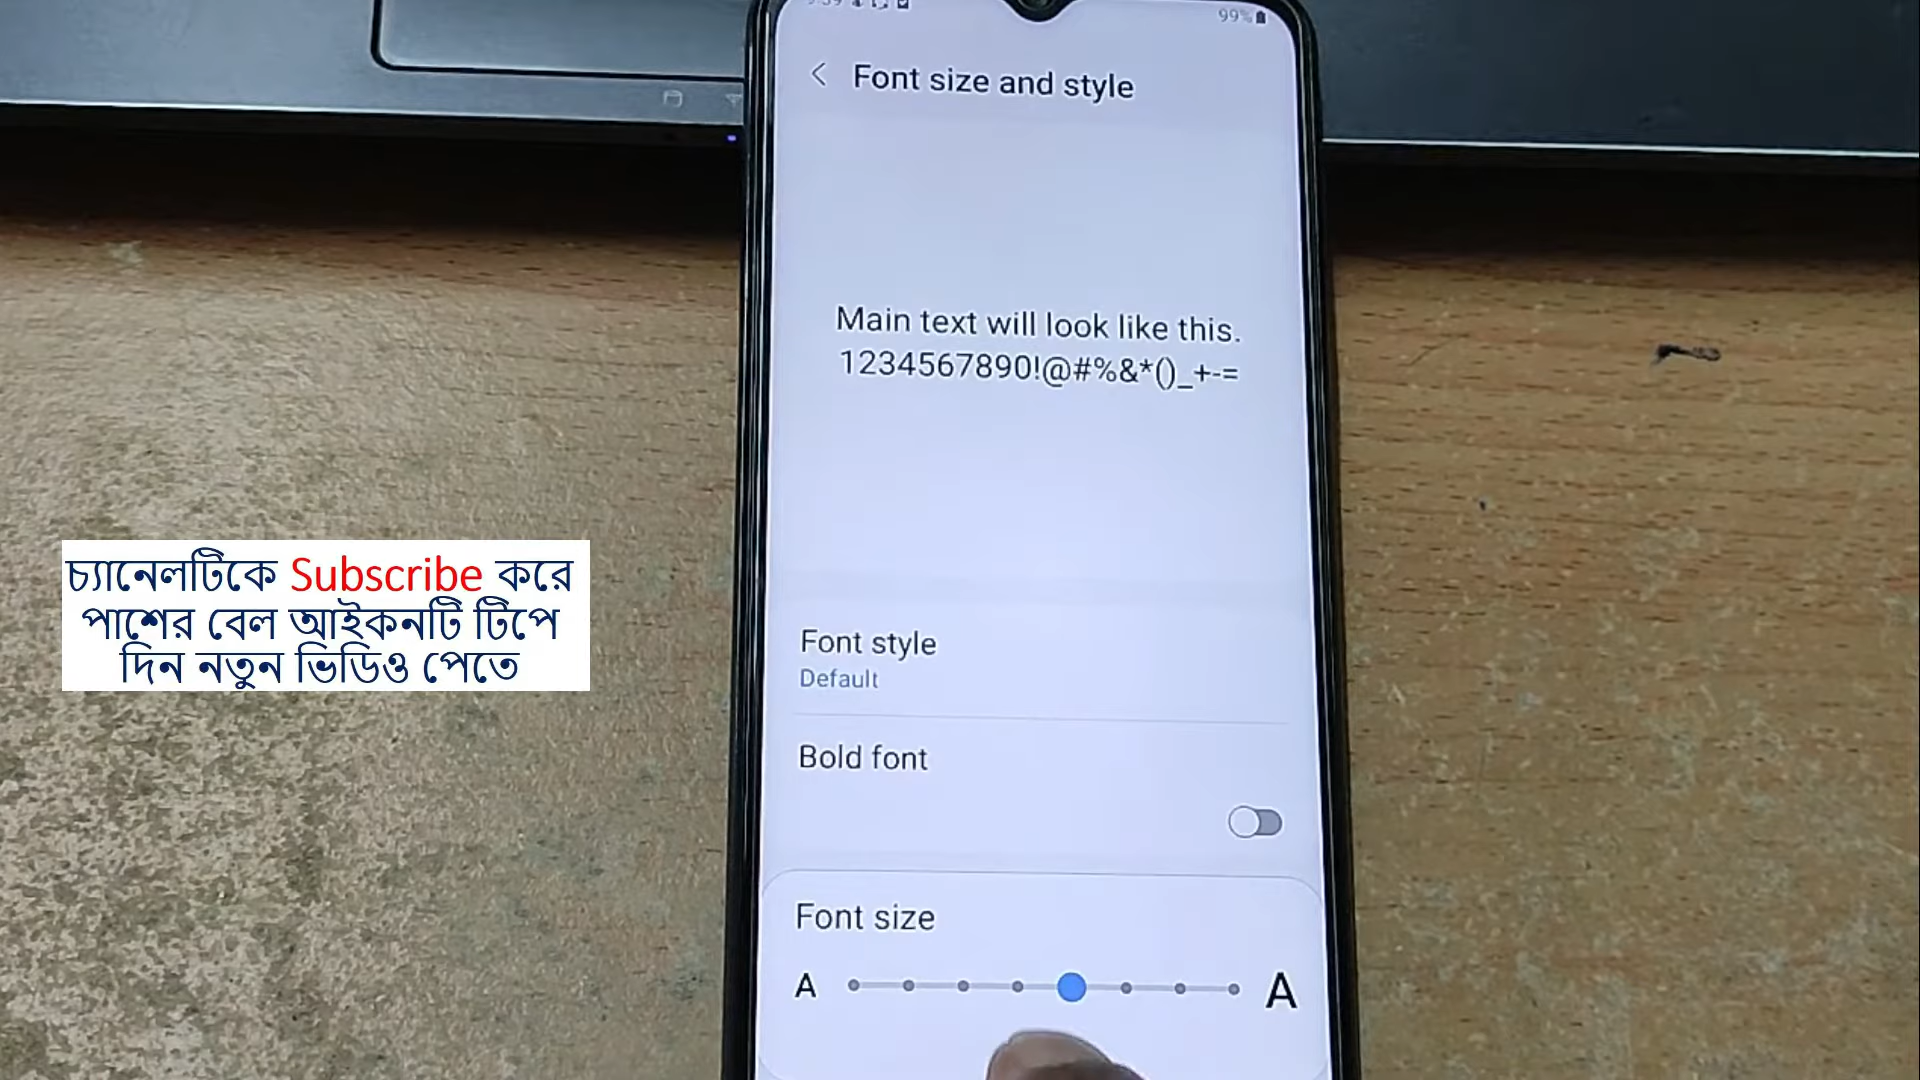 99%
Font size and style
Main text will look like this.
1234567890!@#%&*()_+-=
Font style
Default
Bold font
Font size
A A
চ্যানেলটিকে Subscribe করে
পাশের বেল আইকনটি টিপে
দিন নতুন ভিডিও পেতে